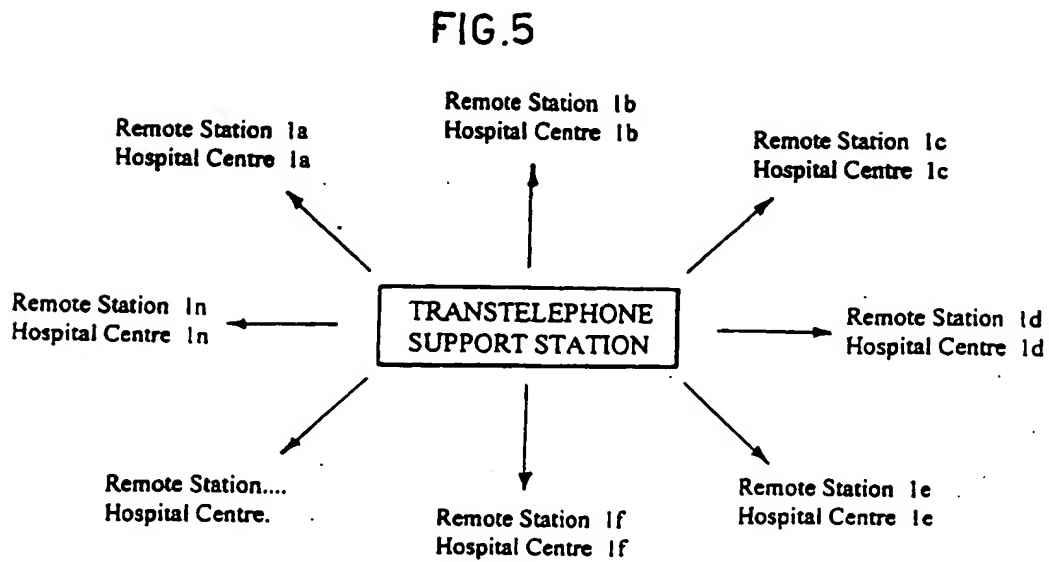 FIG.5
Remote Station 1a
Hospital Centre 1a
Remote Station 1b
Hospital Centre 1b
Remote Station 1c
Hospital Centre 1c
Remote Station 1n
Hospital Centre 1n
TRANSTELEPHONE
SUPPORT STATION
Remote Station 1d
Hospital Centre 1d
Remote Station....
Hospital Centre.
Remote Station 1f
Hospital Centre 1f
Remote Station 1e
Hospital Centre 1e